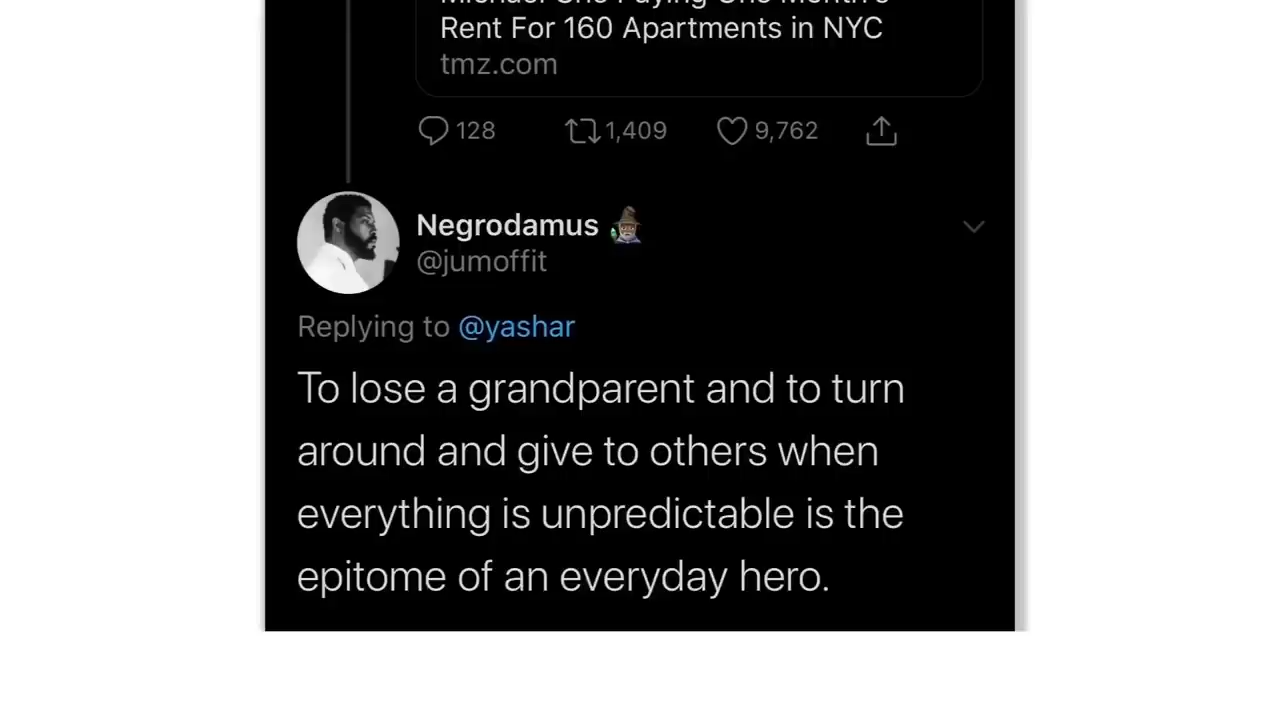 Rent For 160 Apartments in NYC
tmz.com
128 1,409 9,762
Negrodamus
@jumoffit
Replying to @yashar
To lose a grandparent and to turn
around and give to others when
everything is unpredictable is the
epitome of an everyday hero.